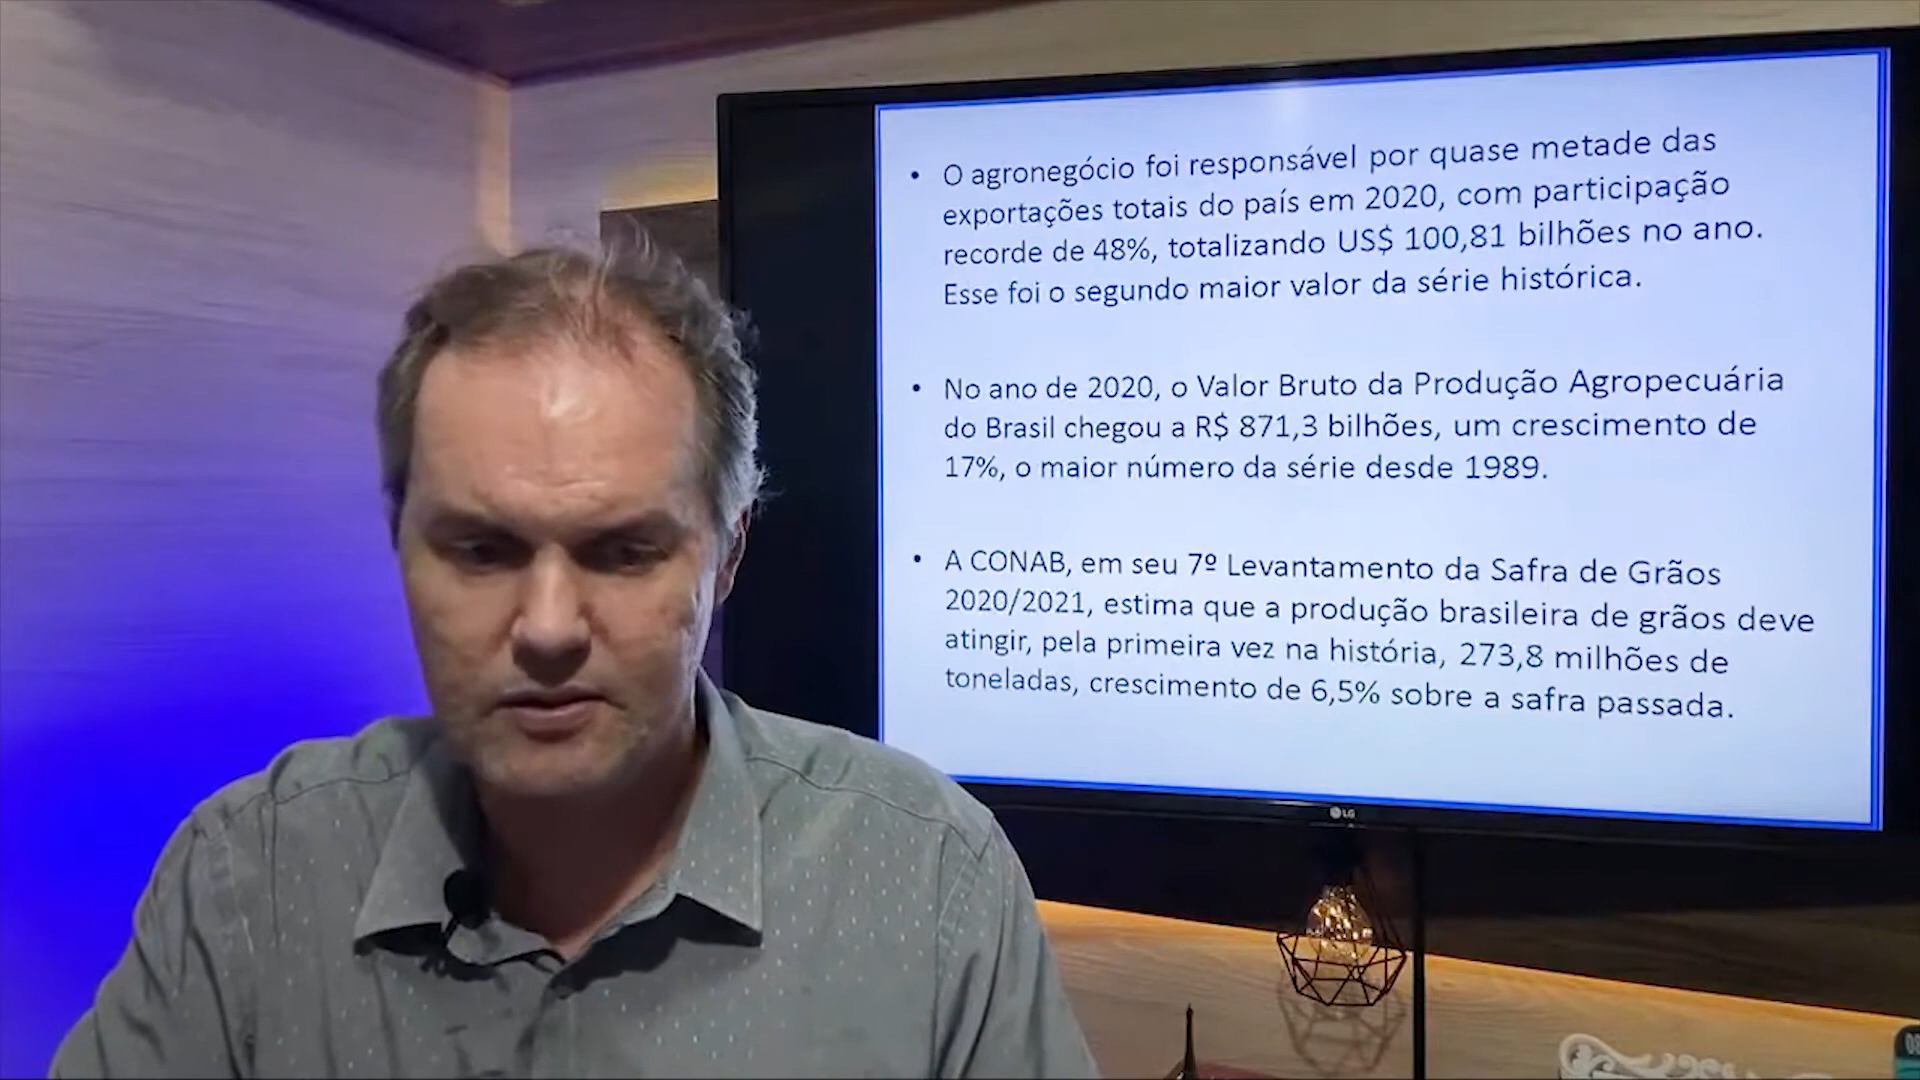 • O agronegócio foi responsável por quase metade das
exportações totais do país em 2020, com participação
recorde de 48%, totalizando US$ 100,81 bilhões no ano.
Esse foi o segundo maior valor da série histórica.
• No ano de 2020, o Valor Bruto da Produção Agropecuária
do Brasil chegou a R$ 871,3 bilhões, um crescimento de
17%, o maior número da série desde 1989.
• A CONAB, em seu 7º Levantamento da Safra de Grãos
2020/2021, estima que a produção brasileira de grãos deve
atingir, pela primeira vez na história, 273,8 milhões de
toneladas, crescimento de 6,5% sobre a safra passada.
LG